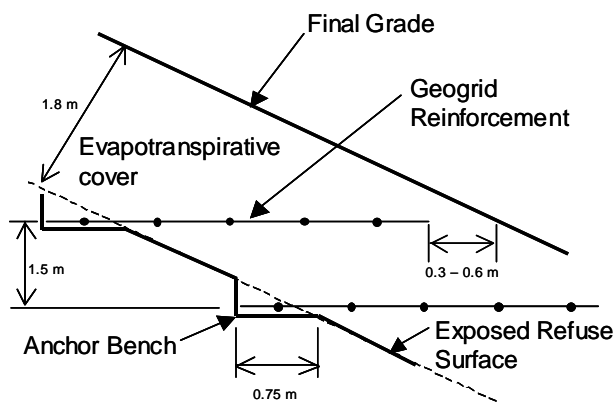 Final Grade
1.8 m
Geogrid
Reinforcement
Evapotranspirative
cover
1.5 m
0.3 – 0.6 m
Anchor Bench
Exposed Refuse
Surface
0.75 m